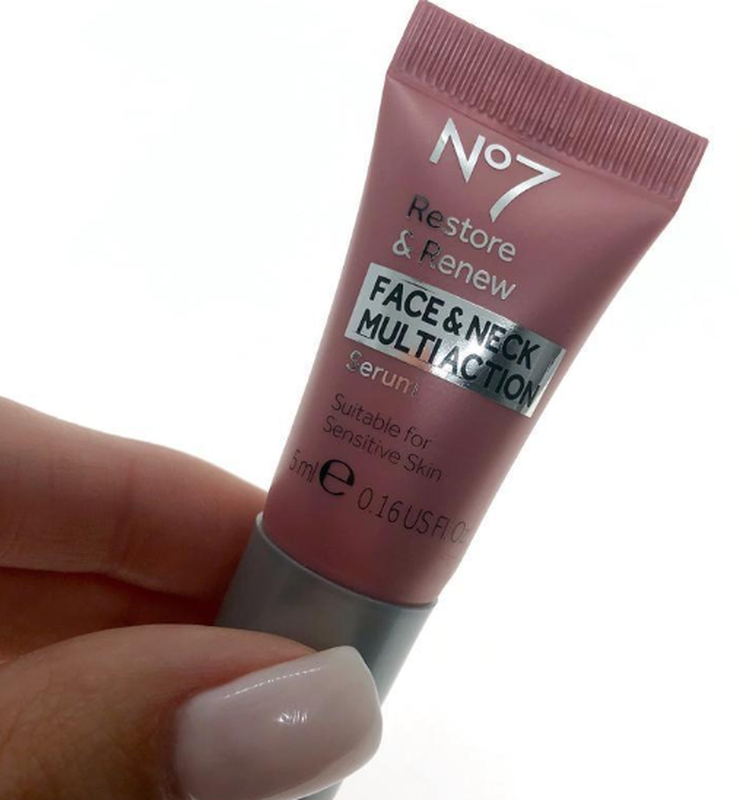 No7
Restore
& Renew
FACE & NECK
MULTI ACTION
Serum
Suitable for
Sensitive Skin
5ml e 0.16 US Fl. Oz